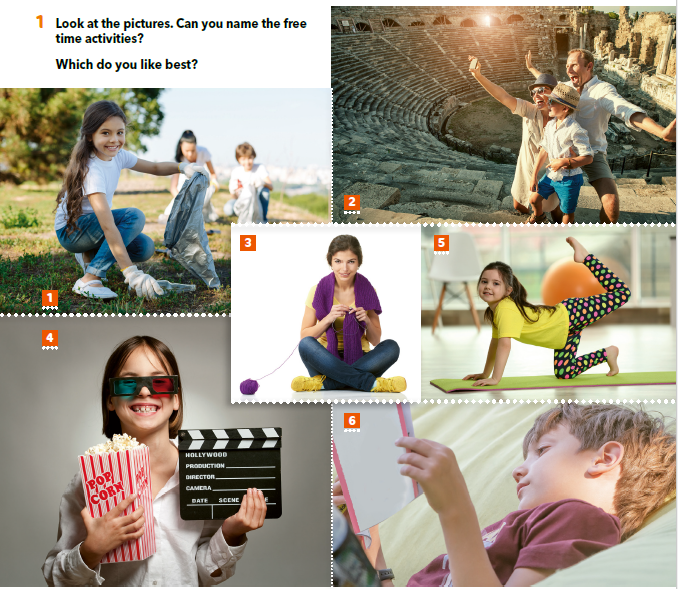 1 Look at the pictures. Can you name the free
time activities?
Which do you like best?
1
2
3
4
5
6
POP
CORN
HOLLYWOOD
PRODUCTION
DIRECTOR
CAMERA
DATE SCENE